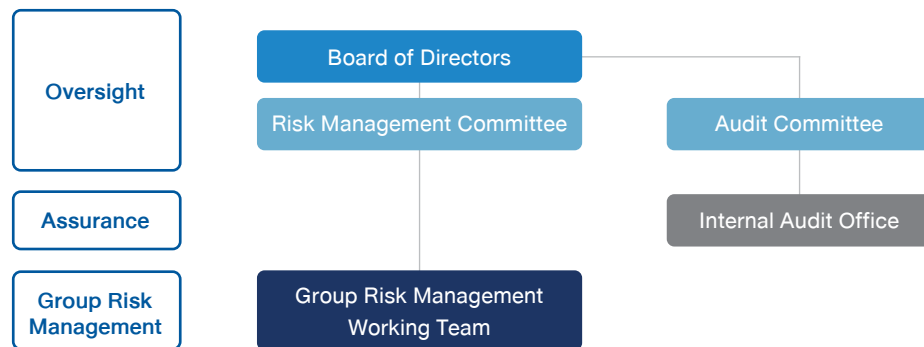 Oversight
Board of Directors
Risk Management Committee
Audit Committee
Assurance
Internal Audit Office
Group Risk
Management
Group Risk Management
Working Team